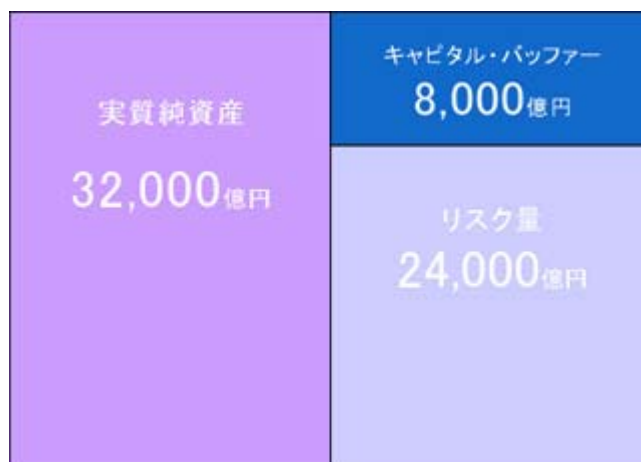 実質純資産
32,000億円
キャピタル・バッファー
8,000億円
リスク量
24,000億円